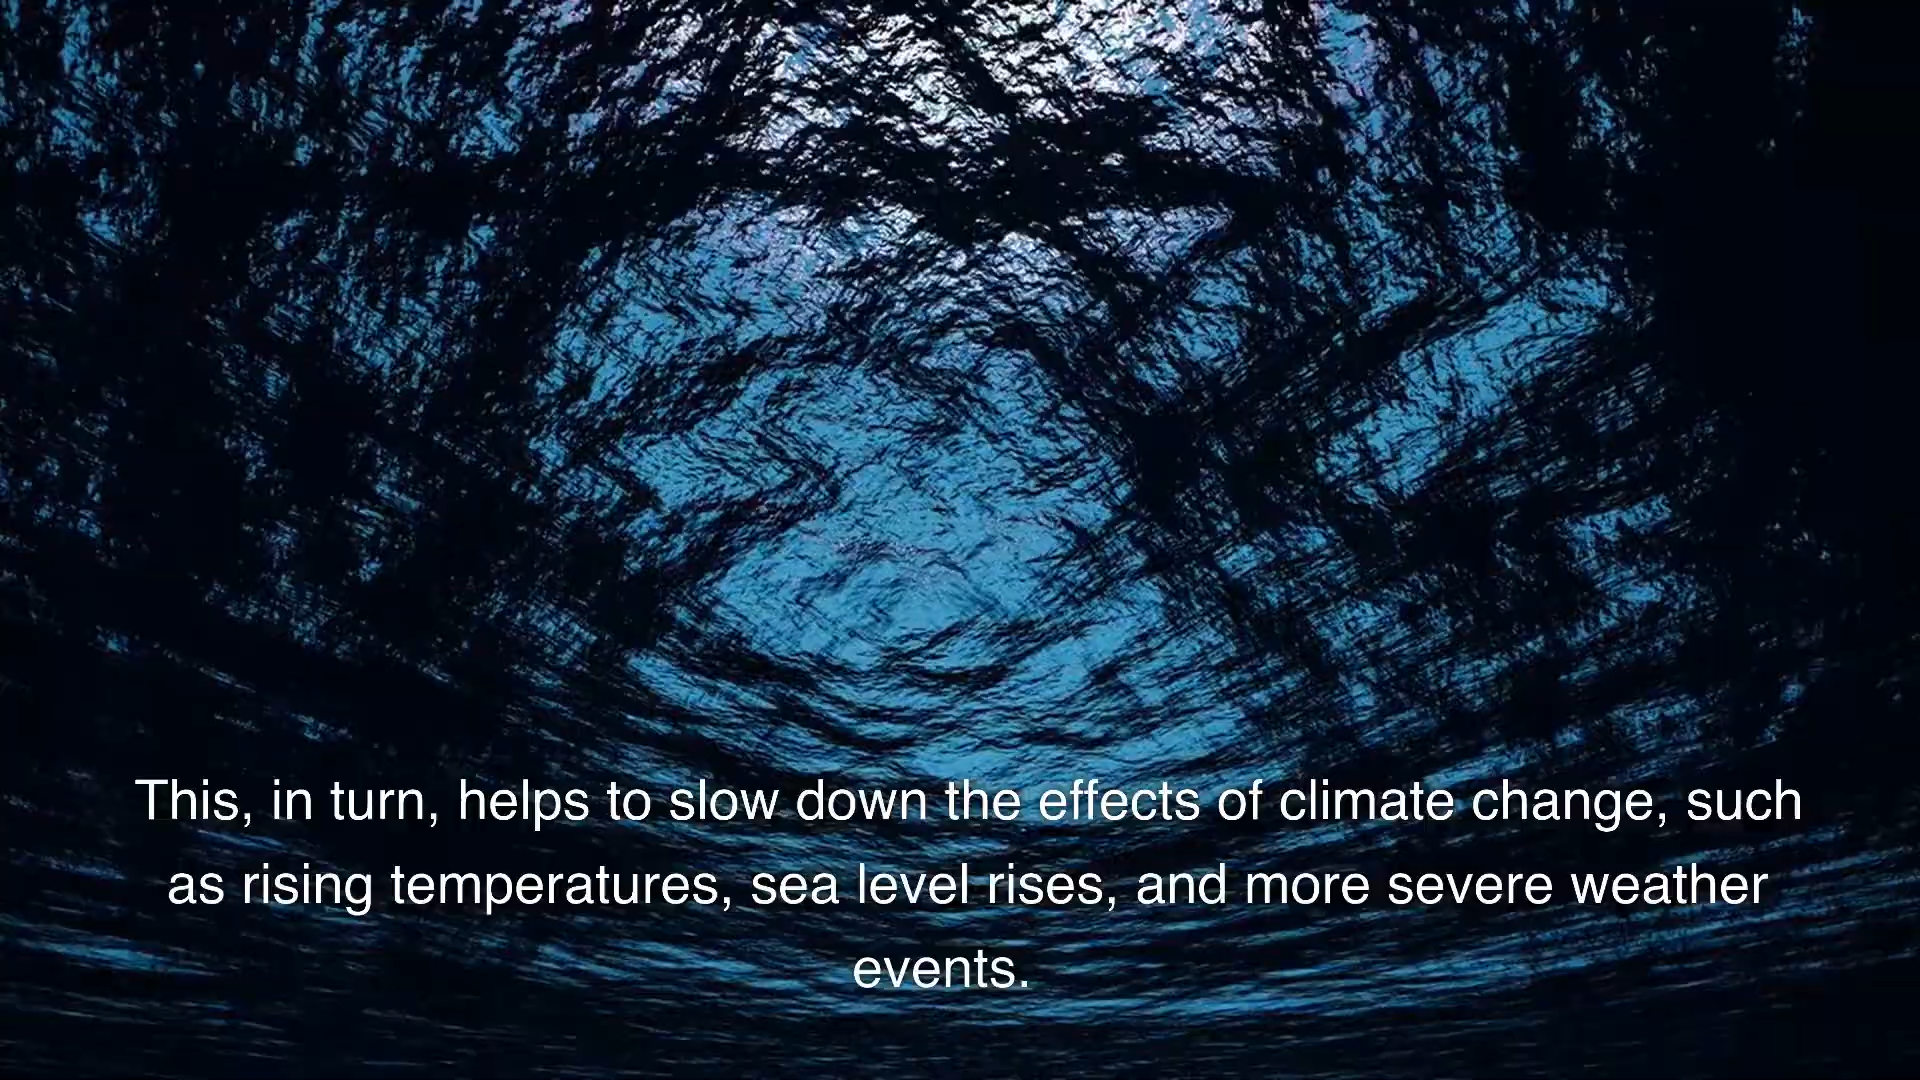 This, in turn, helps to slow down the effects of climate change, such
as rising temperatures, sea level rises, and more severe weather
events.